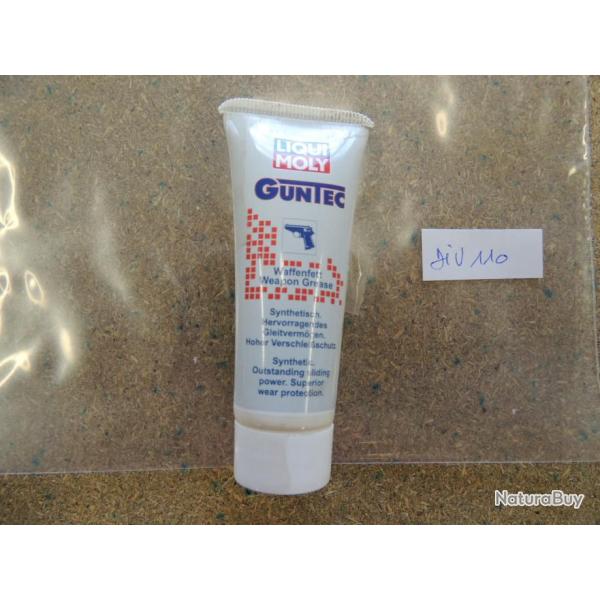 LIQUI
MOLY
GUNTEC
Waffenfett
Weapon Grease
Synthetisch.
Hervorragendes
Gleitvermögen.
Hoher Verschleißschutz.
Synthetic.
Outstanding sliding
power. Superior
wear protection.
DIV 110
NaturaBuy